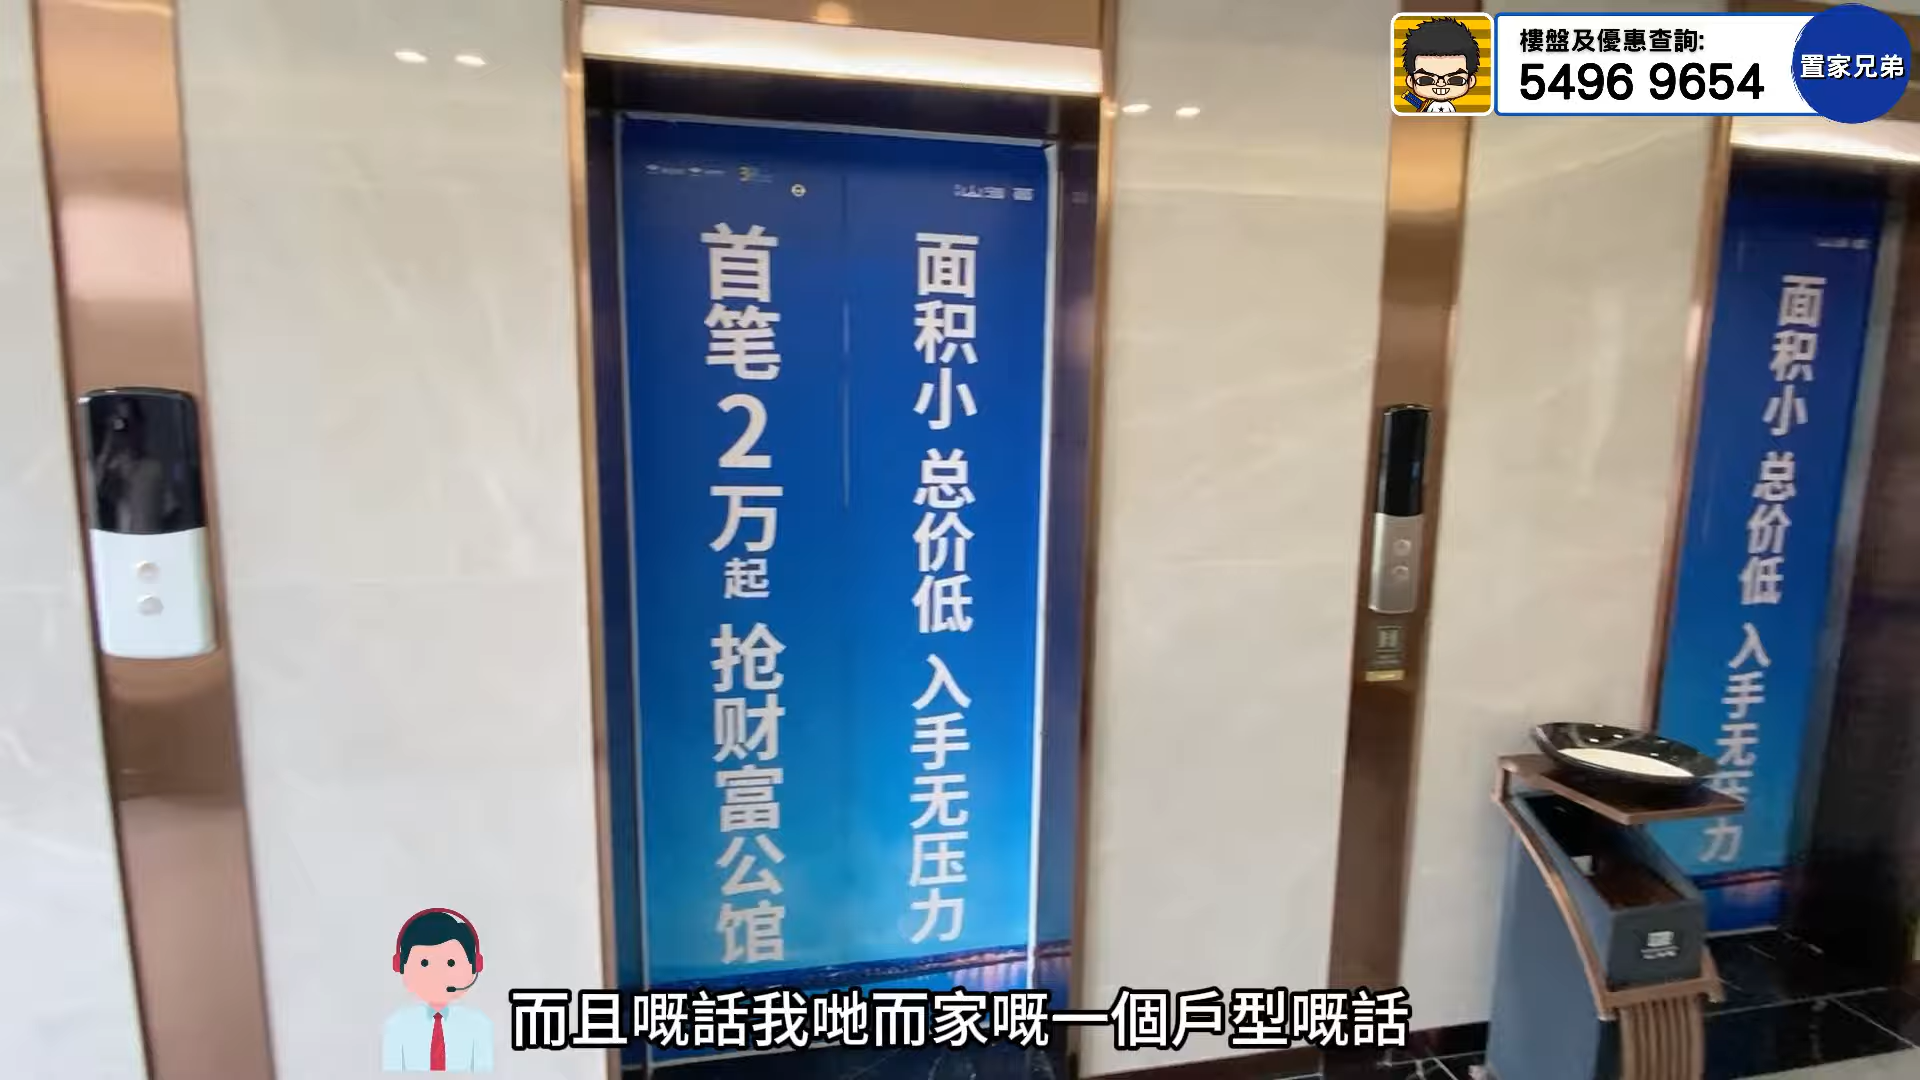 樓盤及優惠查詢:
5496 9654
置家兄弟
首笔2万起 抢财富公馆
面积小 总价低 入手无压力
面积小 总价低 入手无压力
而且嘅話我哋而家嘅一個戶型嘅話